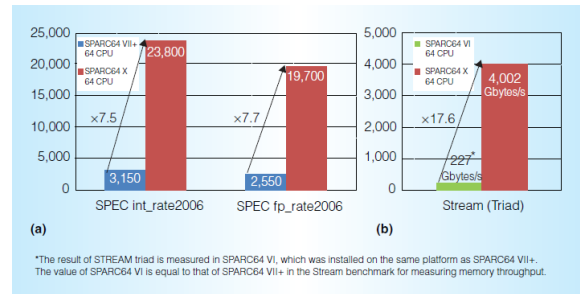 25,000
20,000
15,000
10,000
5,000
0
SPARC64 VII+
64 CPU
SPARC64 X
64 CPU
23,800
×7.5
3,150
19,700
×7.7
2,550
SPEC int_rate2006
SPEC fp_rate2006
(a)
5,000
4,000
3,000
2,000
1,000
0
SPARC64 VI
64 CPU
SPARC64 X
64 CPU
4,002
Gbytes/s
×17.6
227*
Gbytes/s
Stream (Triad)
(b)
*The result of STREAM triad is measured in SPARC64 VI, which was installed on the same platform as SPARC64 VII+.
The value of SPARC64 VI is equal to that of SPARC64 VII+ in the Stream benchmark for measuring memory throughput.